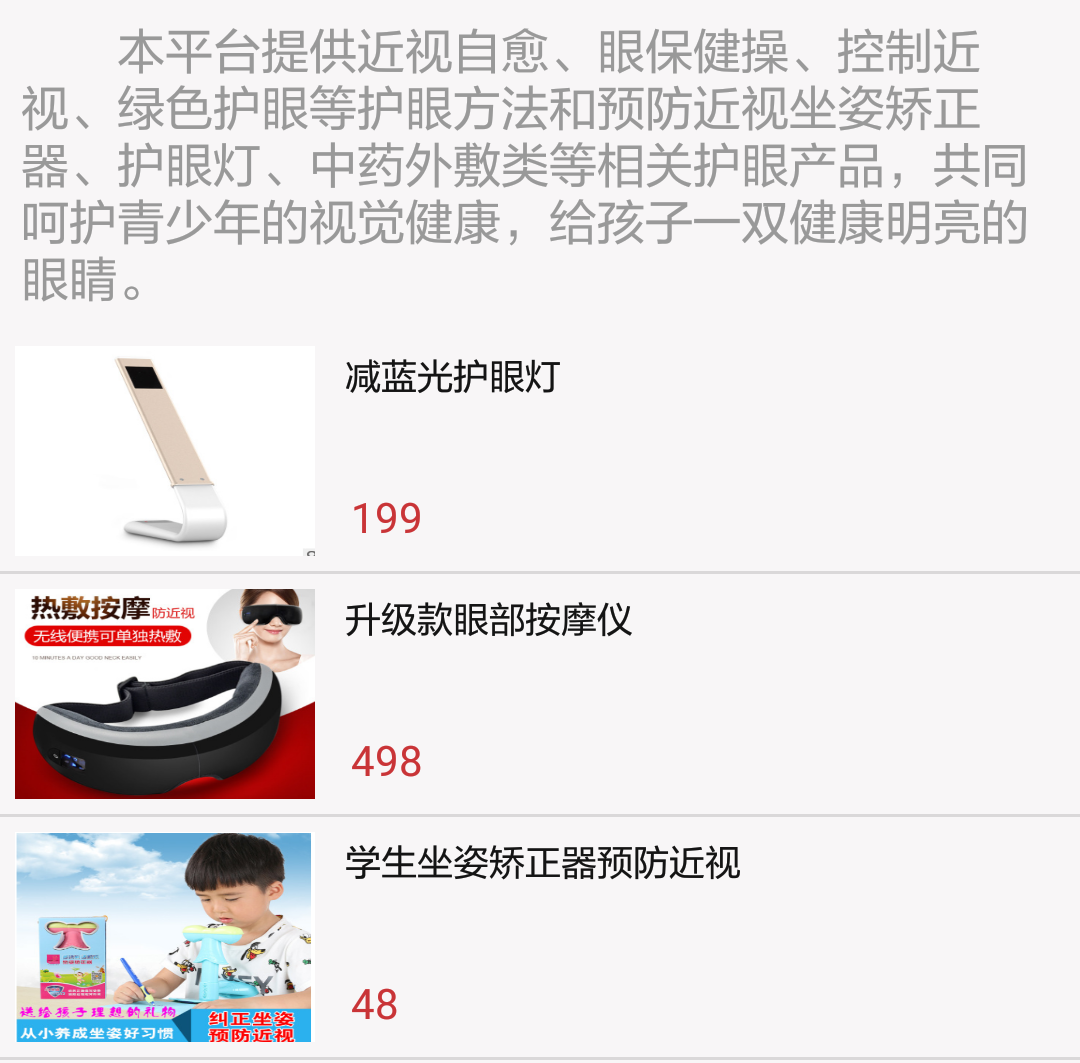 本平台提供近视自愈、眼保健操、控制近
视、绿色护眼等护眼方法和预防近视坐姿矫正
器、护眼灯、中药外敷类等相关护眼产品，共同
呵护青少年的视觉健康，给孩子一双健康明亮的
眼睛。
减蓝光护眼灯
199
热敷按摩防近视
无线便携可单独热敷
10 MINUTES A DAY GOOD NECK EASILY
升级款眼部按摩仪
498
学生坐姿矫正器预防近视
48
送给孩子理想的礼物
从小养成坐姿好习惯
纠正坐姿
预防近视